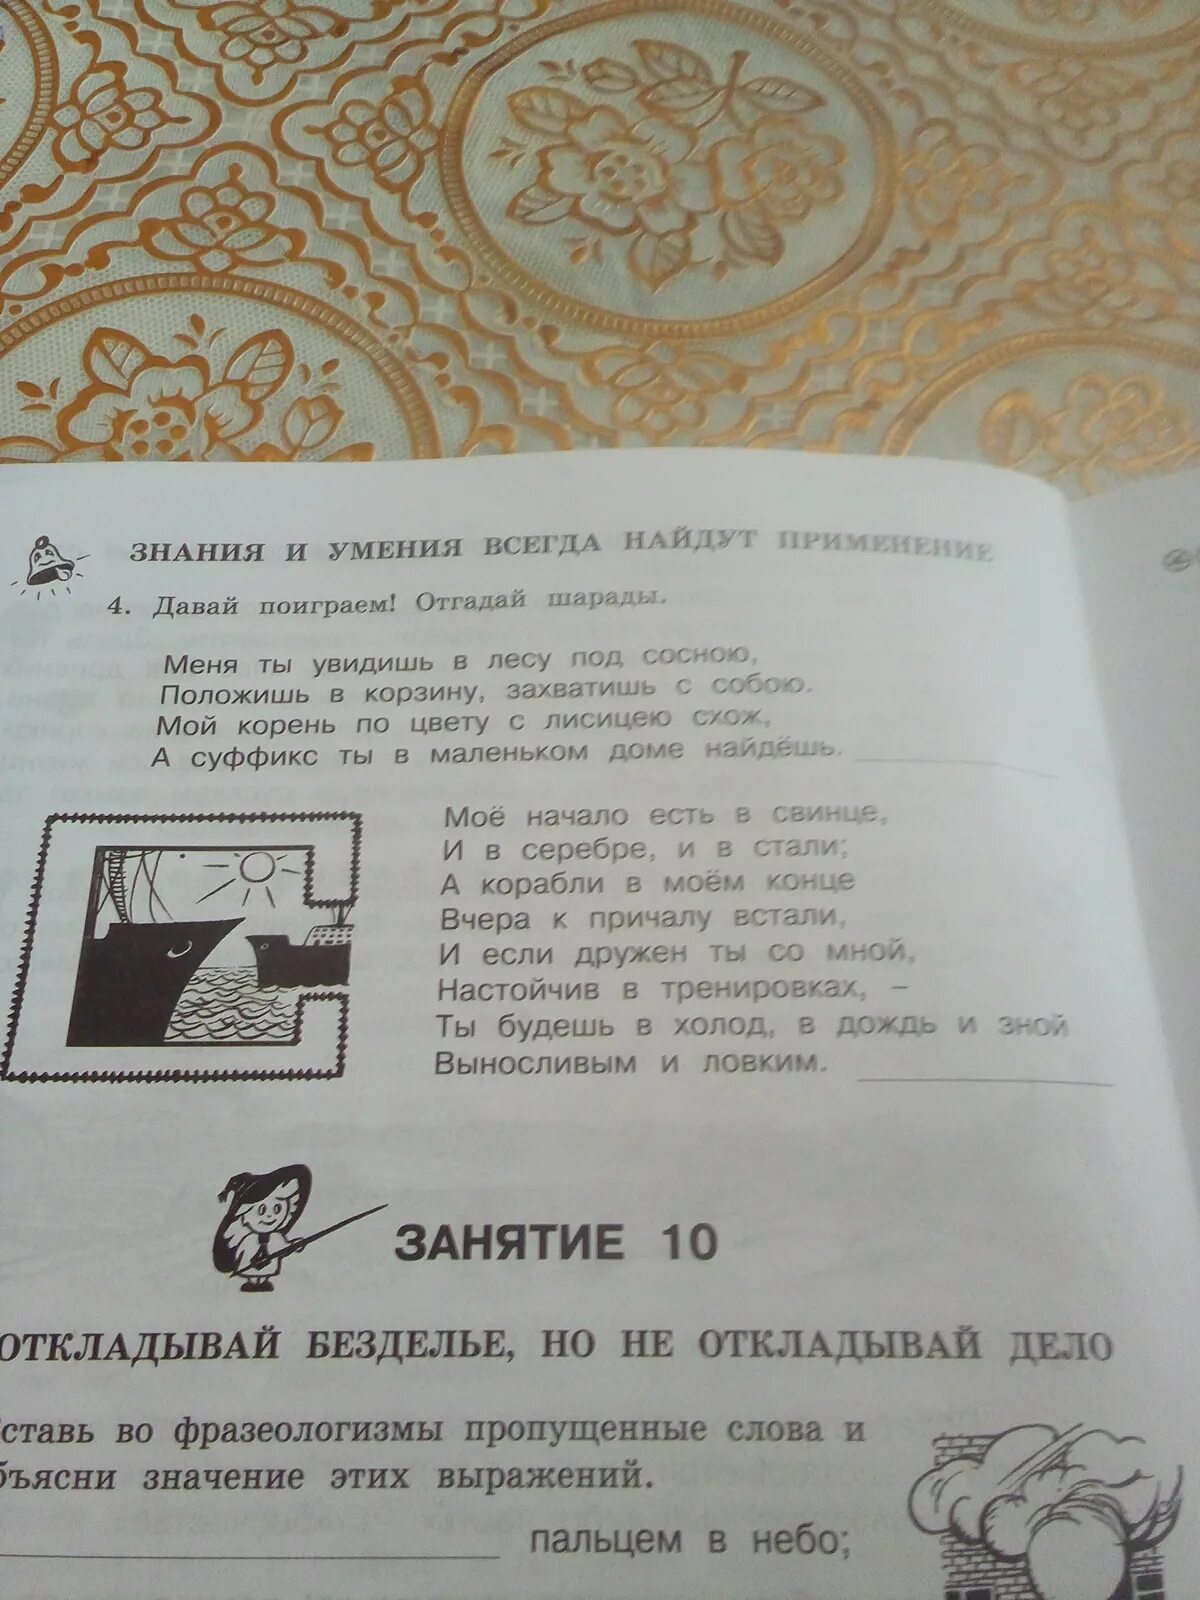 ЗНАНИЯ И УМЕНИЯ ВСЕГДА НАЙДУТ ПРИМЕНЕНИЕ
4. Давай поиграем! Отгадай шарады.
Меня ты увидишь в лесу под сосною,
Положишь в корзину, захватишь с собою.
Мой корень по цвету с лисицею схож,
А суффикс ты в маленьком доме найдёшь.
Моё начало есть в свинце,
И в серебре, и в стали;
А корабли в моём конце
Вчера к причалу встали,
И если дружен ты со мной,
Настойчив в тренировках, –
Ты будешь в холод, в дождь и зной
Выносливым и ловким.
ЗАНЯТИЕ 10
ОТКЛАДЫВАЙ БЕЗДЕЛЬЕ, НО НЕ ОТКЛАДЫВАЙ ДЕЛО
ставь во фразеологизмы пропущенные слова и
бъясни значение этих выражений.
пальцем в небо;